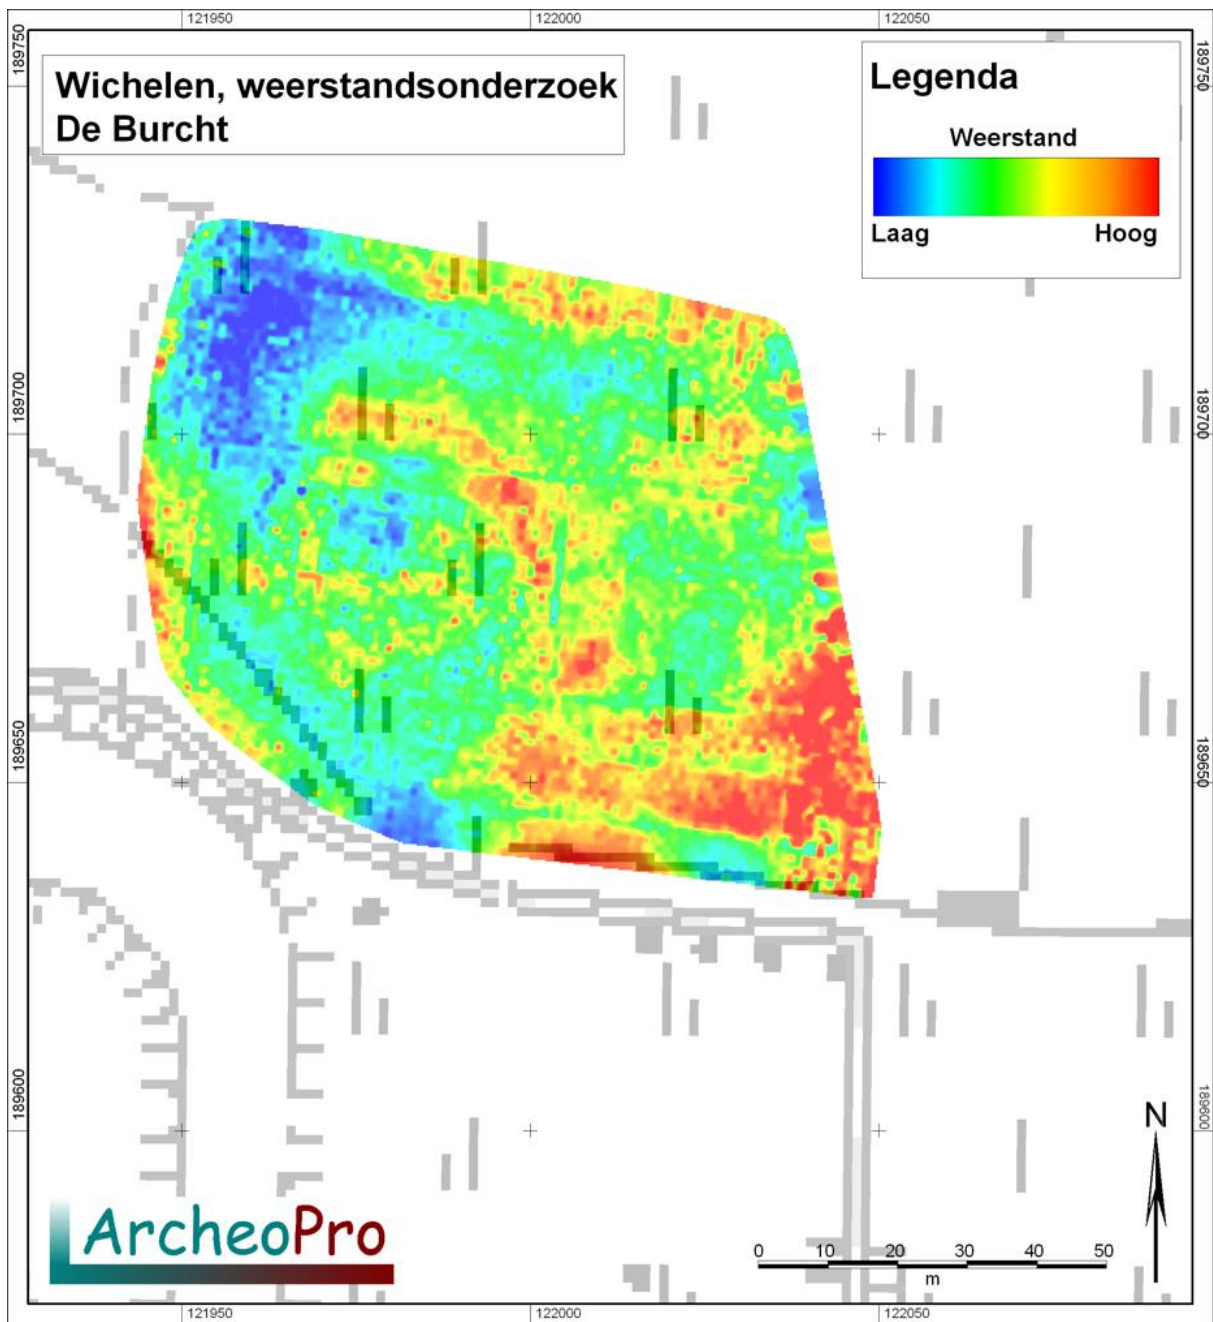 121950 122000 122050
189750
189750
Wichelen, weerstandsonderzoek
De Burcht
Legenda
Weerstand
Laag Hoog
189700
189700
189650
189650
189600
189600
N
ArcheoPro
0 10 20 30 40 50
m
121950 122000 122050